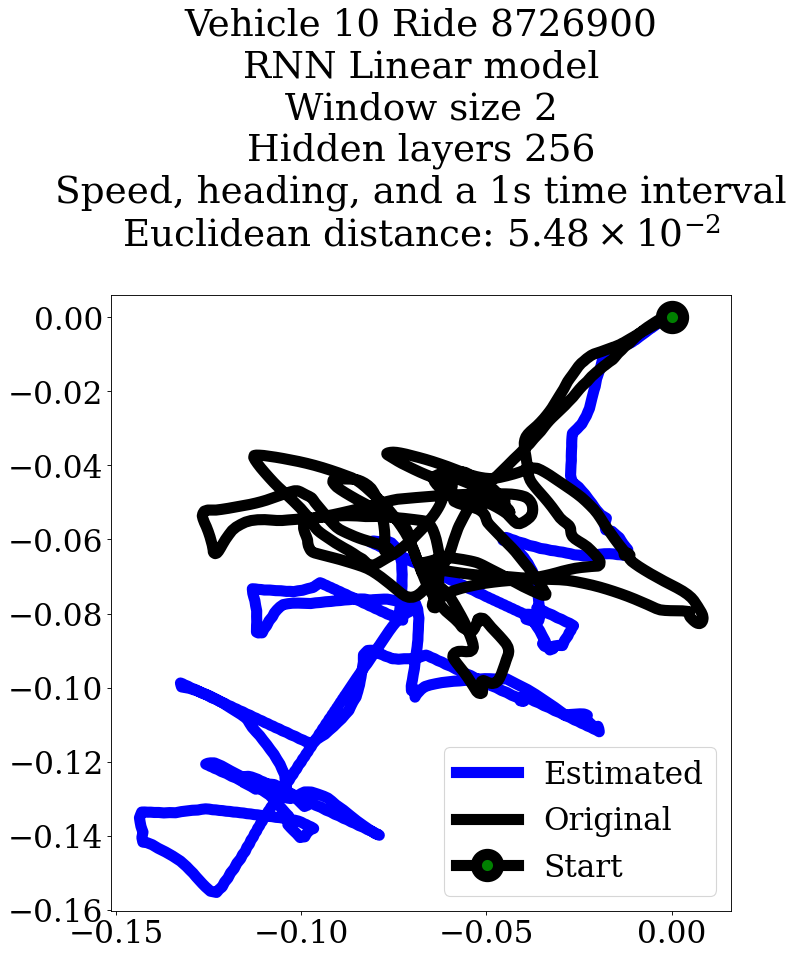 Vehicle 10 Ride 8726900
RNN Linear model
Window size 2
Hidden layers 256
Speed, heading, and a 1s time interval
Euclidean distance: 5.48 × 10⁻²
0.00
−0.02
−0.04
−0.06
−0.08
−0.10
−0.12
−0.14
−0.16
Estimated
Original
Start
−0.15 −0.10 −0.05 0.00